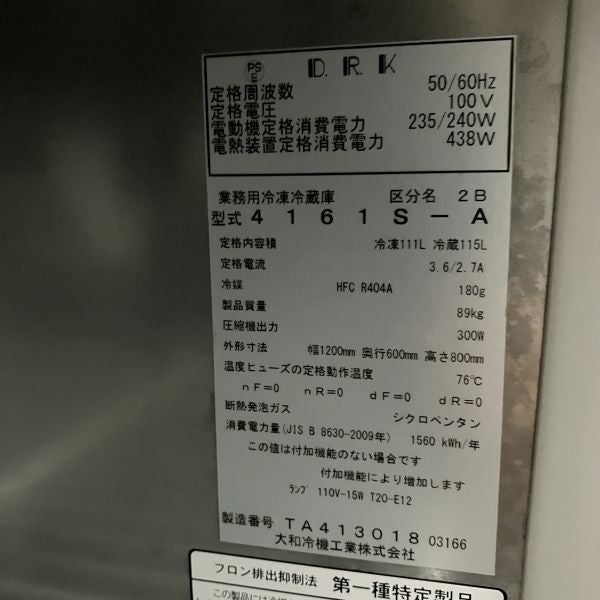 PS
E
D. R. K
定格周波数 50/60Hz
定格電圧 100V
電動機定格消費電力 235/240W
電熱装置定格消費電力 438W
業務用冷凍冷蔵庫 区分名 2B
型式 4161S-A
定格内容積 冷凍111L 冷蔵115L
定格電流 3.6/2.7A
冷媒 HFC R404A 180g
製品質量 89kg
圧縮機出力 300W
外形寸法 幅1200mm 奥行600mm 高さ800mm
温度ヒューズの定格動作温度 76℃
nF=0 nR=0 dF=0 dR=0
断熱発泡ガス シクロペンタン
消費電力量(JIS B 8630-2009年) 1560 kWh/年
この値は付加機能のない場合です
付加機能により増加します
ランプ 110V-15W T20-E12
製造番号 TA413018 03166
大和冷機工業株式会社
フロン排出抑制法 第一種特定製品